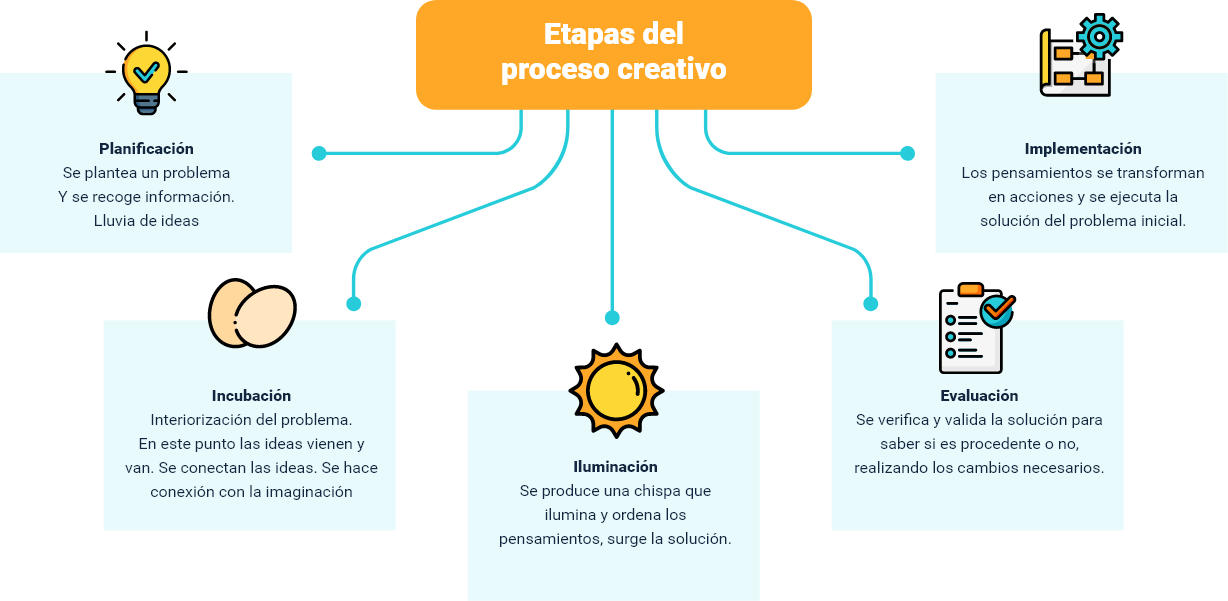 Etapas del
proceso creativo
Planificación
Se plantea un problema
Y se recoge información.
Lluvia de ideas
Incubación
Interiorización del problema.
En este punto las ideas vienen y
van. Se conectan las ideas. Se hace
conexión con la imaginación
Iluminación
Se produce una chispa que
ilumina y ordena los
pensamientos, surge la solución.
Evaluación
Se verifica y valida la solución para
saber si es procedente o no,
realizando los cambios necesarios.
Implementación
Los pensamientos se transforman
en acciones y se ejecuta la
solución del problema inicial.